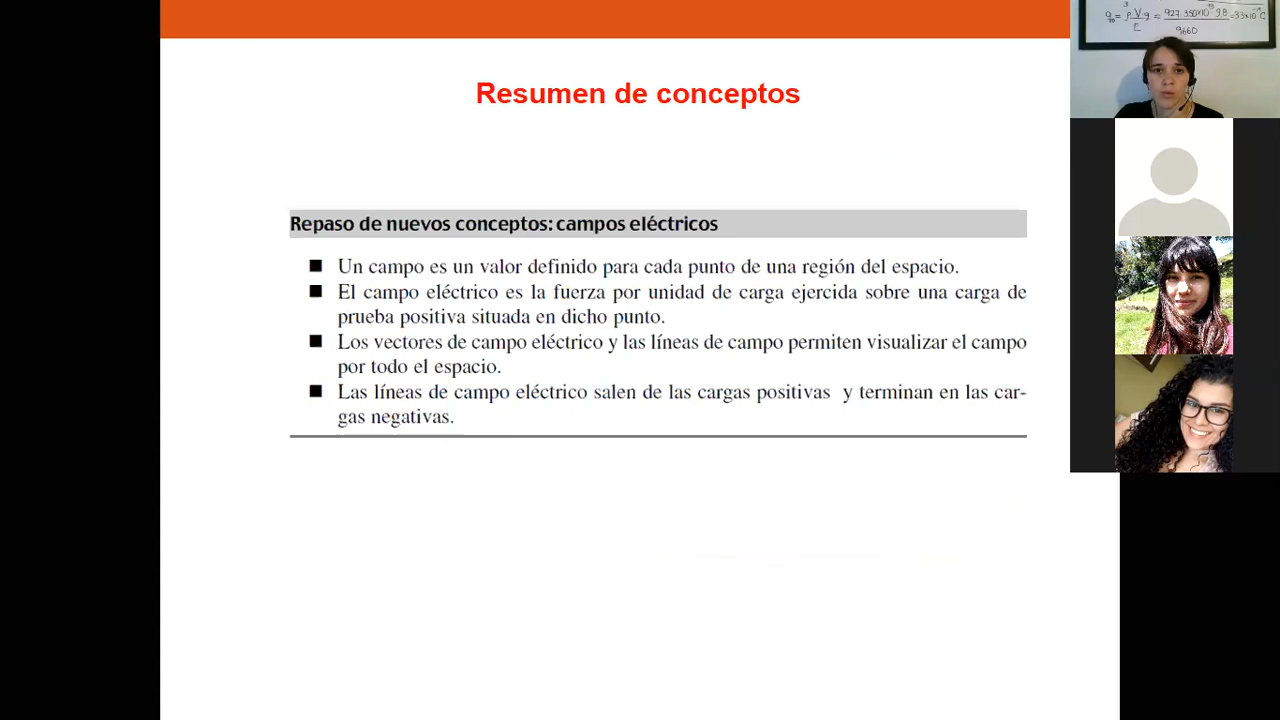 Resumen de conceptos
Repaso de nuevos conceptos: campos eléctricos
■ Un campo es un valor definido para cada punto de una región del espacio.
■ El campo eléctrico es la fuerza por unidad de carga ejercida sobre una carga de
prueba positiva situada en dicho punto.
■ Los vectores de campo eléctrico y las líneas de campo permiten visualizar el campo
por todo el espacio.
■ Las líneas de campo eléctrico salen de las cargas positivas y terminan en las car-
gas negativas.
9660